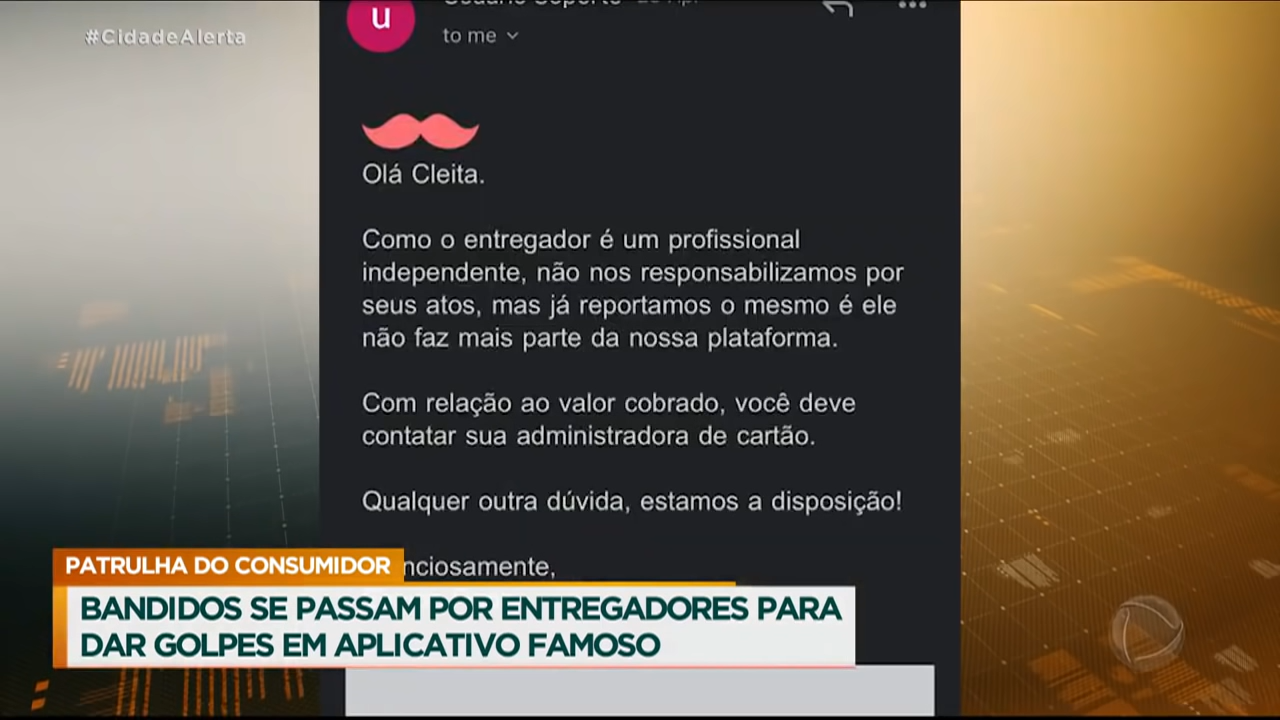 #CidadeAlerta
u
to me
Olá Cleita.
Como o entregador é um profissional
independente, não nos responsabilizamos por
seus atos, mas já reportamos o mesmo é ele
não faz mais parte da nossa plataforma.
Com relação ao valor cobrado, você deve
contatar sua administradora de cartão.
Qualquer outra dúvida, estamos a disposição!
nciosamente,
PATRULHA DO CONSUMIDOR
BANDIDOS SE PASSAM POR ENTREGADORES PARA
DAR GOLPES EM APLICATIVO FAMOSO